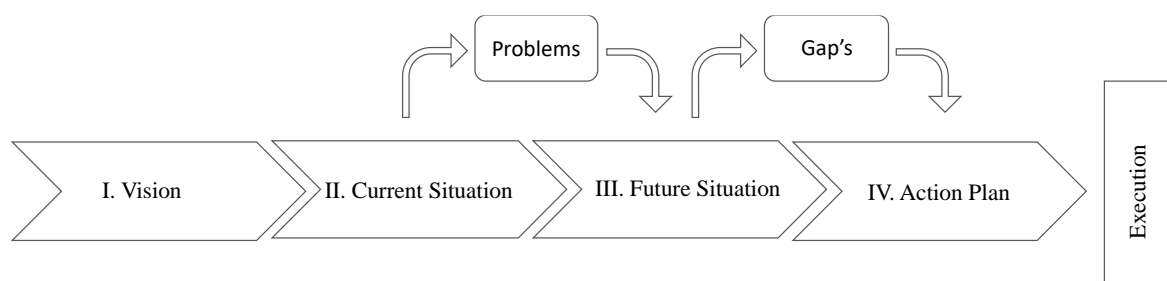 Problems
Gap's
I. Vision
II. Current Situation
III. Future Situation
IV. Action Plan
Execution